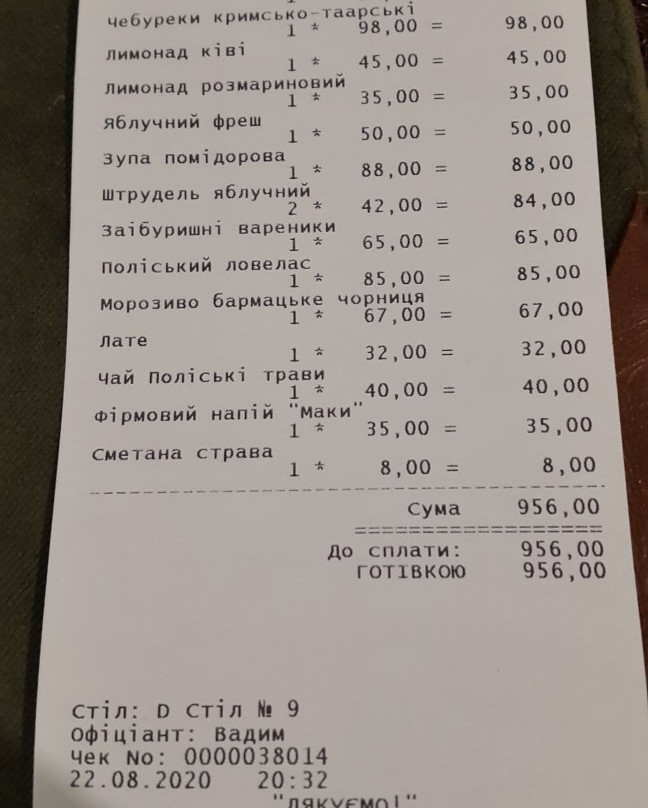 Чебуреки кримсько-таарські
1 * 98,00 = 98,00
Лимонад ківі
1 * 45,00 = 45,00
Лимонад розмариновий
1 * 35,00 = 35,00
Яблучний фреш
1 * 50,00 = 50,00
Зупа помідорова
1 * 88,00 = 88,00
Штрудель яблучний
2 * 42,00 = 84,00
Заібуришні вареники
1 * 65,00 = 65,00
Поліський ловелас
1 * 85,00 = 85,00
Морозиво бармацьке чорниця
1 * 67,00 = 67,00
Лате
1 * 32,00 = 32,00
Чай Поліські трави
1 * 40,00 = 40,00
Фірмовий напій "Маки"
1 * 35,00 = 35,00
Сметана страва
1 * 8,00 = 8,00
Сума 956,00
До сплати: 956,00
ГОТІВКОЮ 956,00
Стіл: D Стіл № 9
Офіціант: Вадим
Чек No: 0000038014
22.08.2020 20:32
"ДЯКУЄМО!"